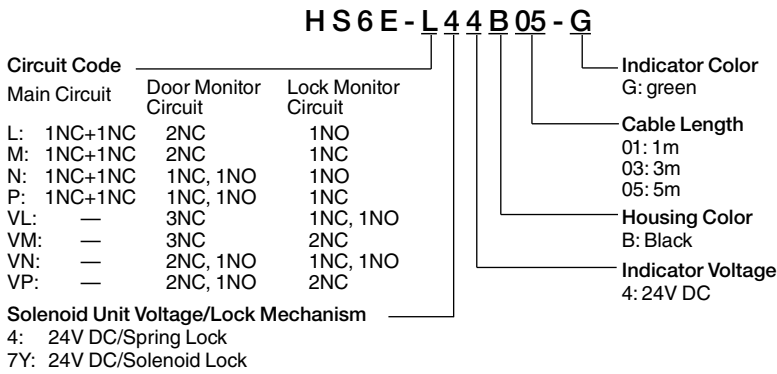 HS6E-L44B05-G
Circuit Code
Main Circuit Door Monitor Circuit Lock Monitor Circuit
L: 1NC+1NC 2NC 1NO
M: 1NC+1NC 2NC 1NC
N: 1NC+1NC 1NC, 1NO 1NO
P: 1NC+1NC 1NC, 1NO 1NC
VL: — 3NC 1NC, 1NO
VM: — 3NC 2NC
VN: — 2NC, 1NO 1NC, 1NO
VP: — 2NC, 1NO 2NC
Solenoid Unit Voltage/Lock Mechanism
4: 24V DC/Spring Lock
7Y: 24V DC/Solenoid Lock
Indicator Color
G: green
Cable Length
01: 1m
03: 3m
05: 5m
Housing Color
B: Black
Indicator Voltage
4: 24V DC